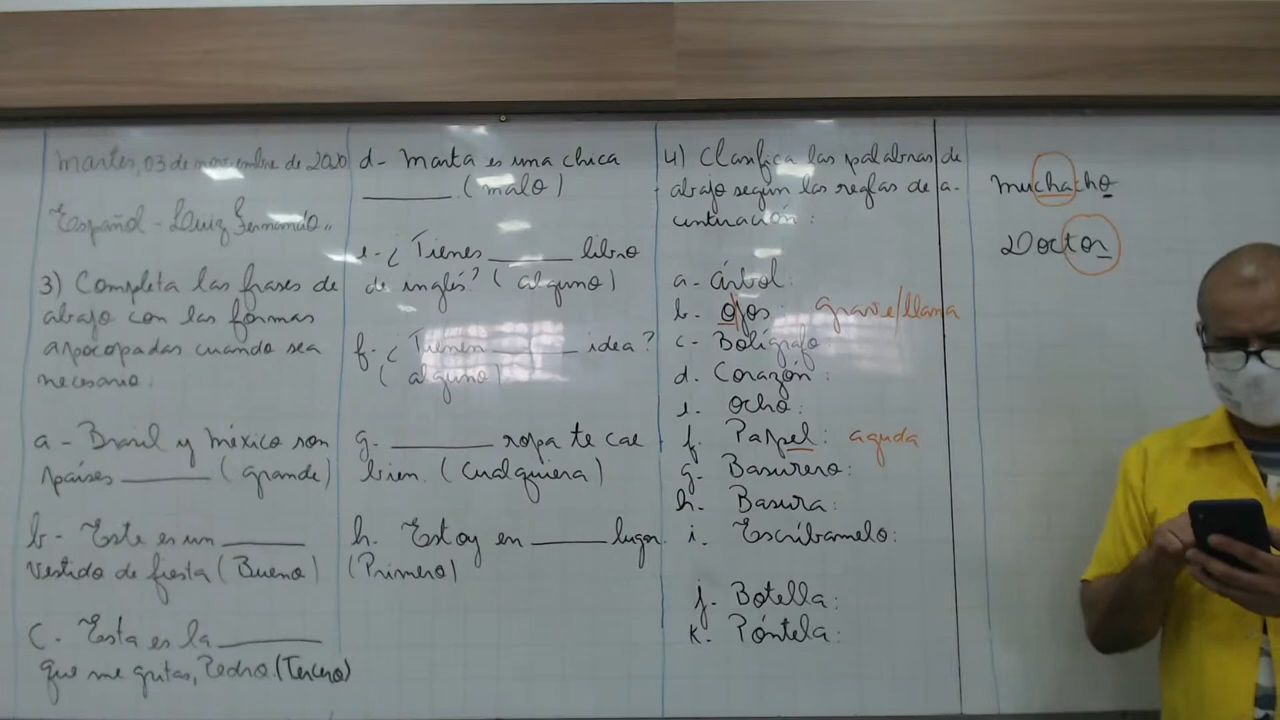 Martes, 03 de noviembre de 2020
Español - Luiz Fernando..
3) Completa las frases de
abajo con las formas
apocopadas cuando sea
necesario:
a - Brasil y México son
países ______ (grande)
b - Este es un ______
vestido de fiesta (Bueno)
c. Esta es la ______
que me gritas, Pedro. (Tercero)
d - Marta es una chica
______ (malo)
e - ¿Tienes ______ libro
de inglés? (alguno)
f - ¿Tienen ______ idea?
(alguno)
g. ______ ropa te cae
bien. (Cualquiera)
h. Estoy en ______ lugar.
(Primero)
4) Clasifica las palabras de
abajo según las reglas de a-
centuación:
a - árbol:
b. ojos: grave/llana
c - Bolígrafo:
d. Corazón:
e. Ocho:
f. Papel: aguda
g. Basurero:
h. Basura:
i. Escríbamelo:
j. Botella:
k. Póntela:
muchacho
Doctor